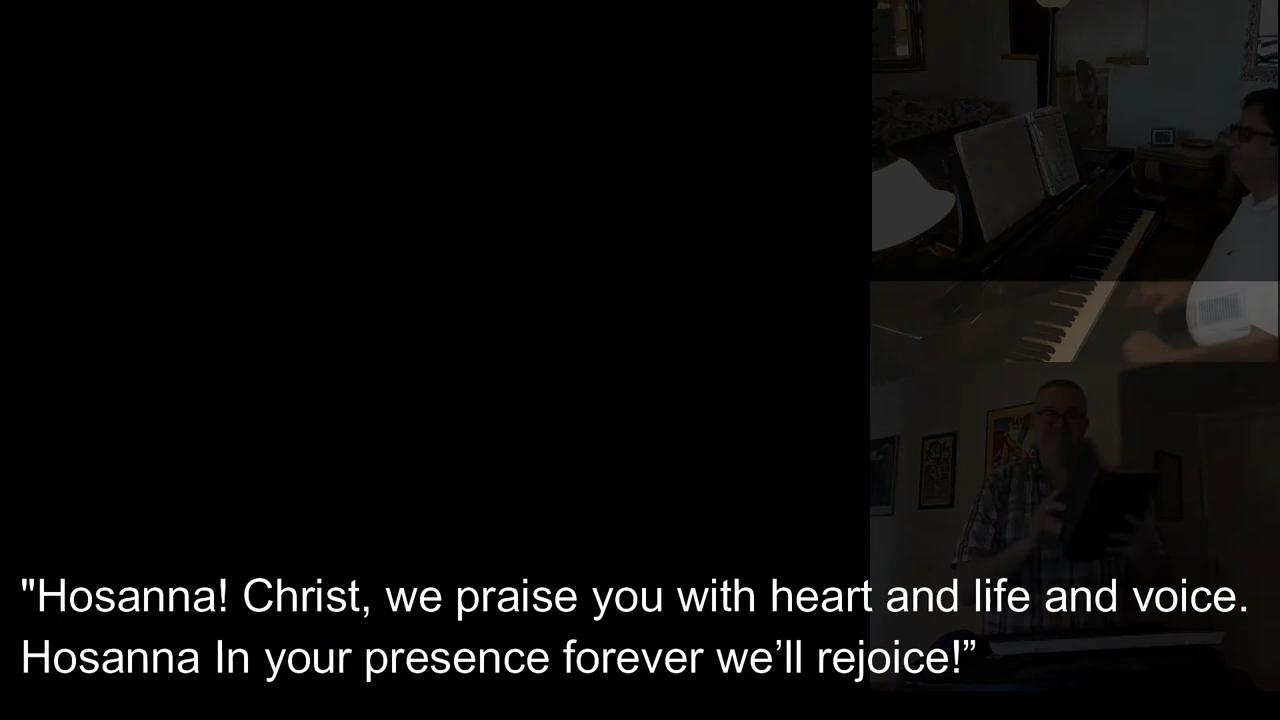 "Hosanna! Christ, we praise you with heart and life and voice.
Hosanna In your presence forever we’ll rejoice!”